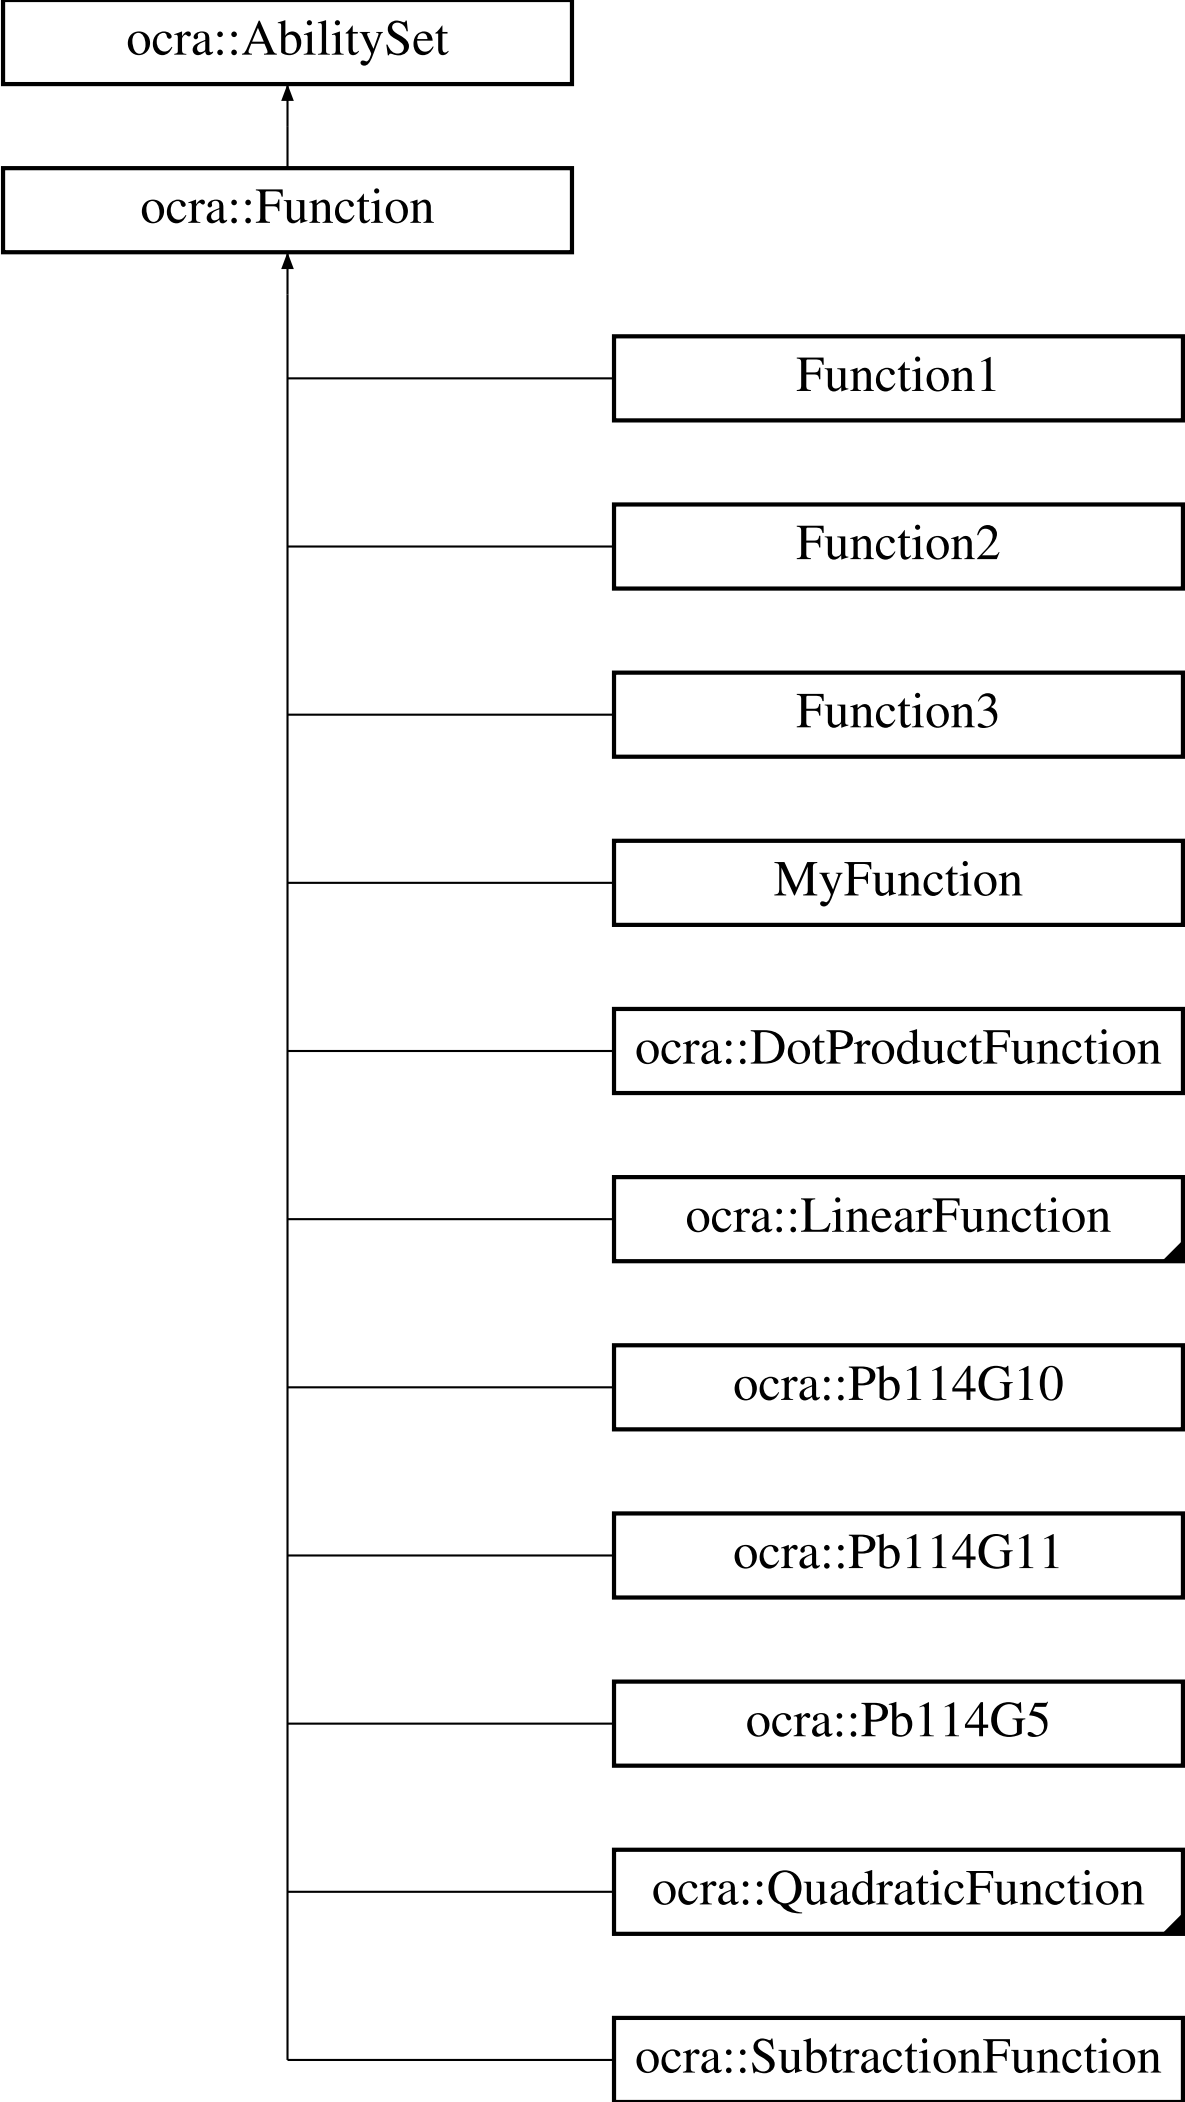 ocra::AbilitySet
ocra::Function
Function1
Function2
Function3
MyFunction
ocra::DotProductFunction
ocra::LinearFunction
ocra::Pb114G10
ocra::Pb114G11
ocra::Pb114G5
ocra::QuadraticFunction
ocra::SubtractionFunction